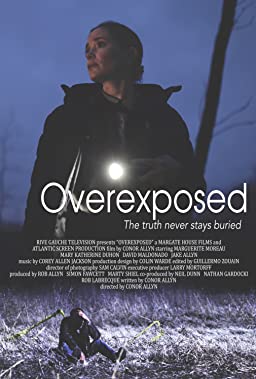 Overexposed
The truth never stays buried
RIVE GAUCHE TELEVISION presents "OVEREXPOSED" A MARGATE HOUSE FILMS and
ATLANTIC SCREEN PRODUCTION film by CONOR ALLYN starring MARGUERITE MOREAU
MARY KATHERINE DUHON DAVID MALDONADO JAKE ALLYN
music by COREY ALLEN JACKSON production design by COLIN WARDE edited by GUILLERMO ZOUAIN
director of photography SAM CALVIN executive producer LARRY MORTORFF
produced by ROB ALLYN SIMON FAWCETT MARTY SHIEL co-produced by NEIL DUNN NATHAN GARDOCKI
ROB LABRECQUE written by CONOR ALLYN
directed by CONOR ALLYN